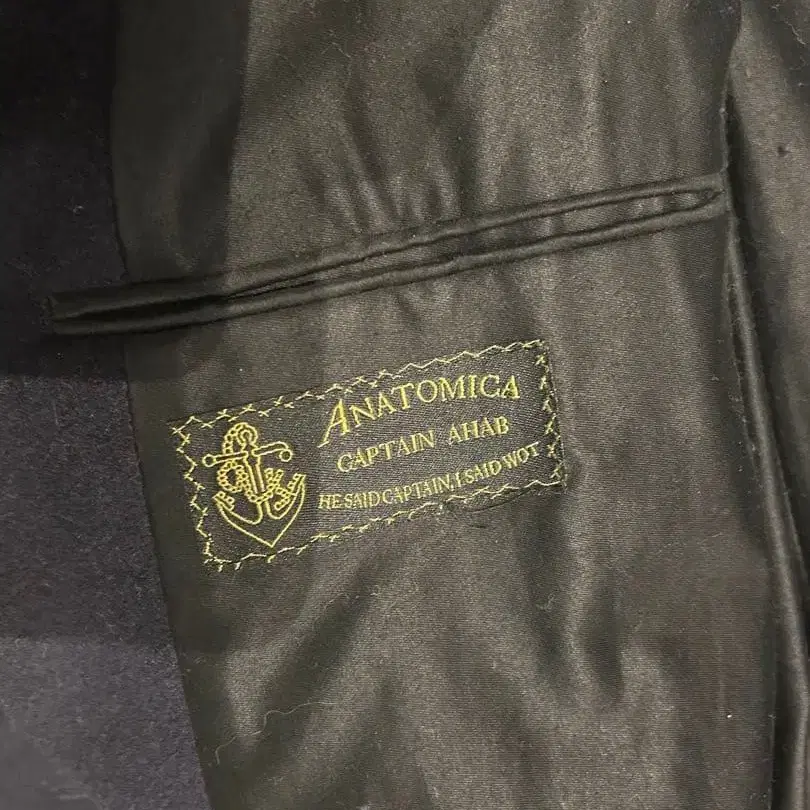 ANATOMICA
CAPTAIN AHAB
HE SAID CAPTAIN, I SAID WOT